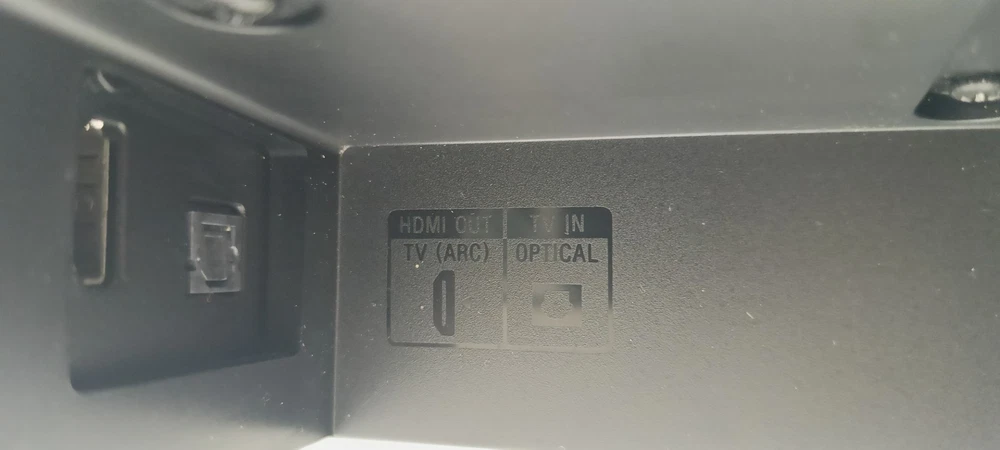 HDMI OUT TV IN
TV (ARC) OPTICAL